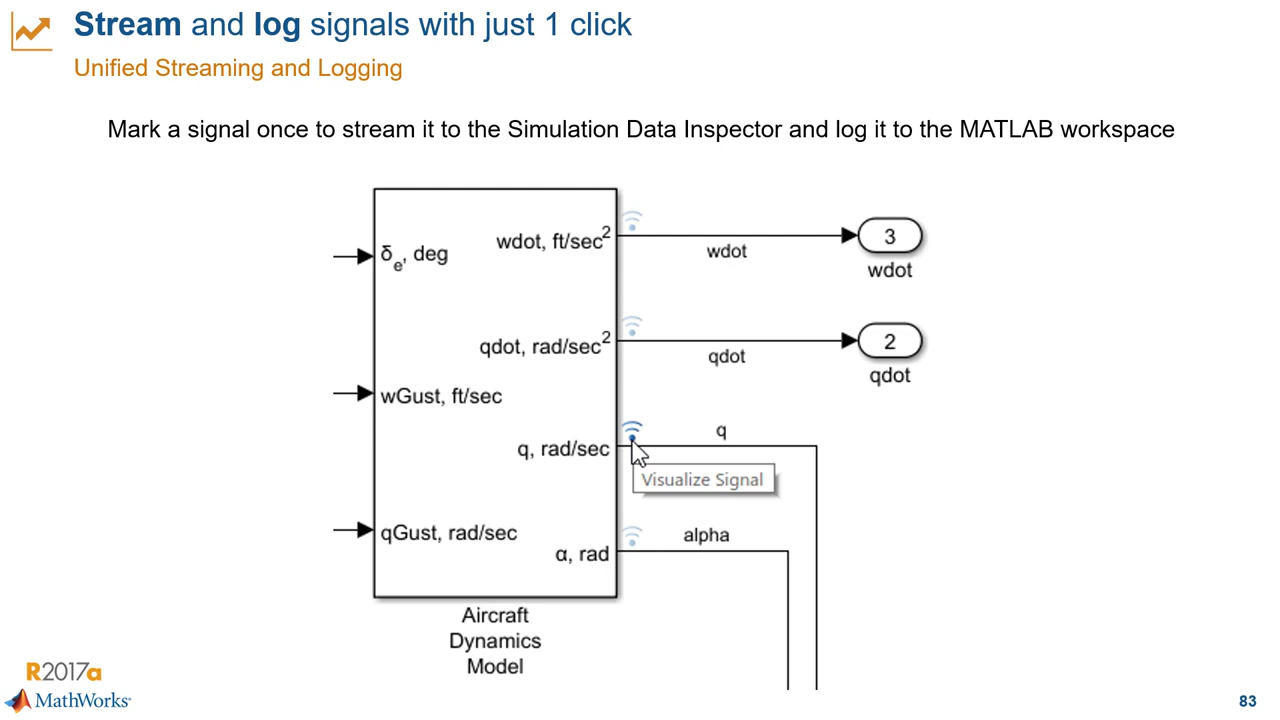 Stream and log signals with just 1 click
Unified Streaming and Logging
Mark a signal once to stream it to the Simulation Data Inspector and log it to the MATLAB workspace
δe, deg
wGust, ft/sec
qGust, rad/sec
wdot, ft/sec2
qdot, rad/sec2
q, rad/sec
α, rad
wdot
3
wdot
qdot
2
qdot
q
Visualize Signal
alpha
Aircraft
Dynamics
Model
R2017a
MathWorks
83